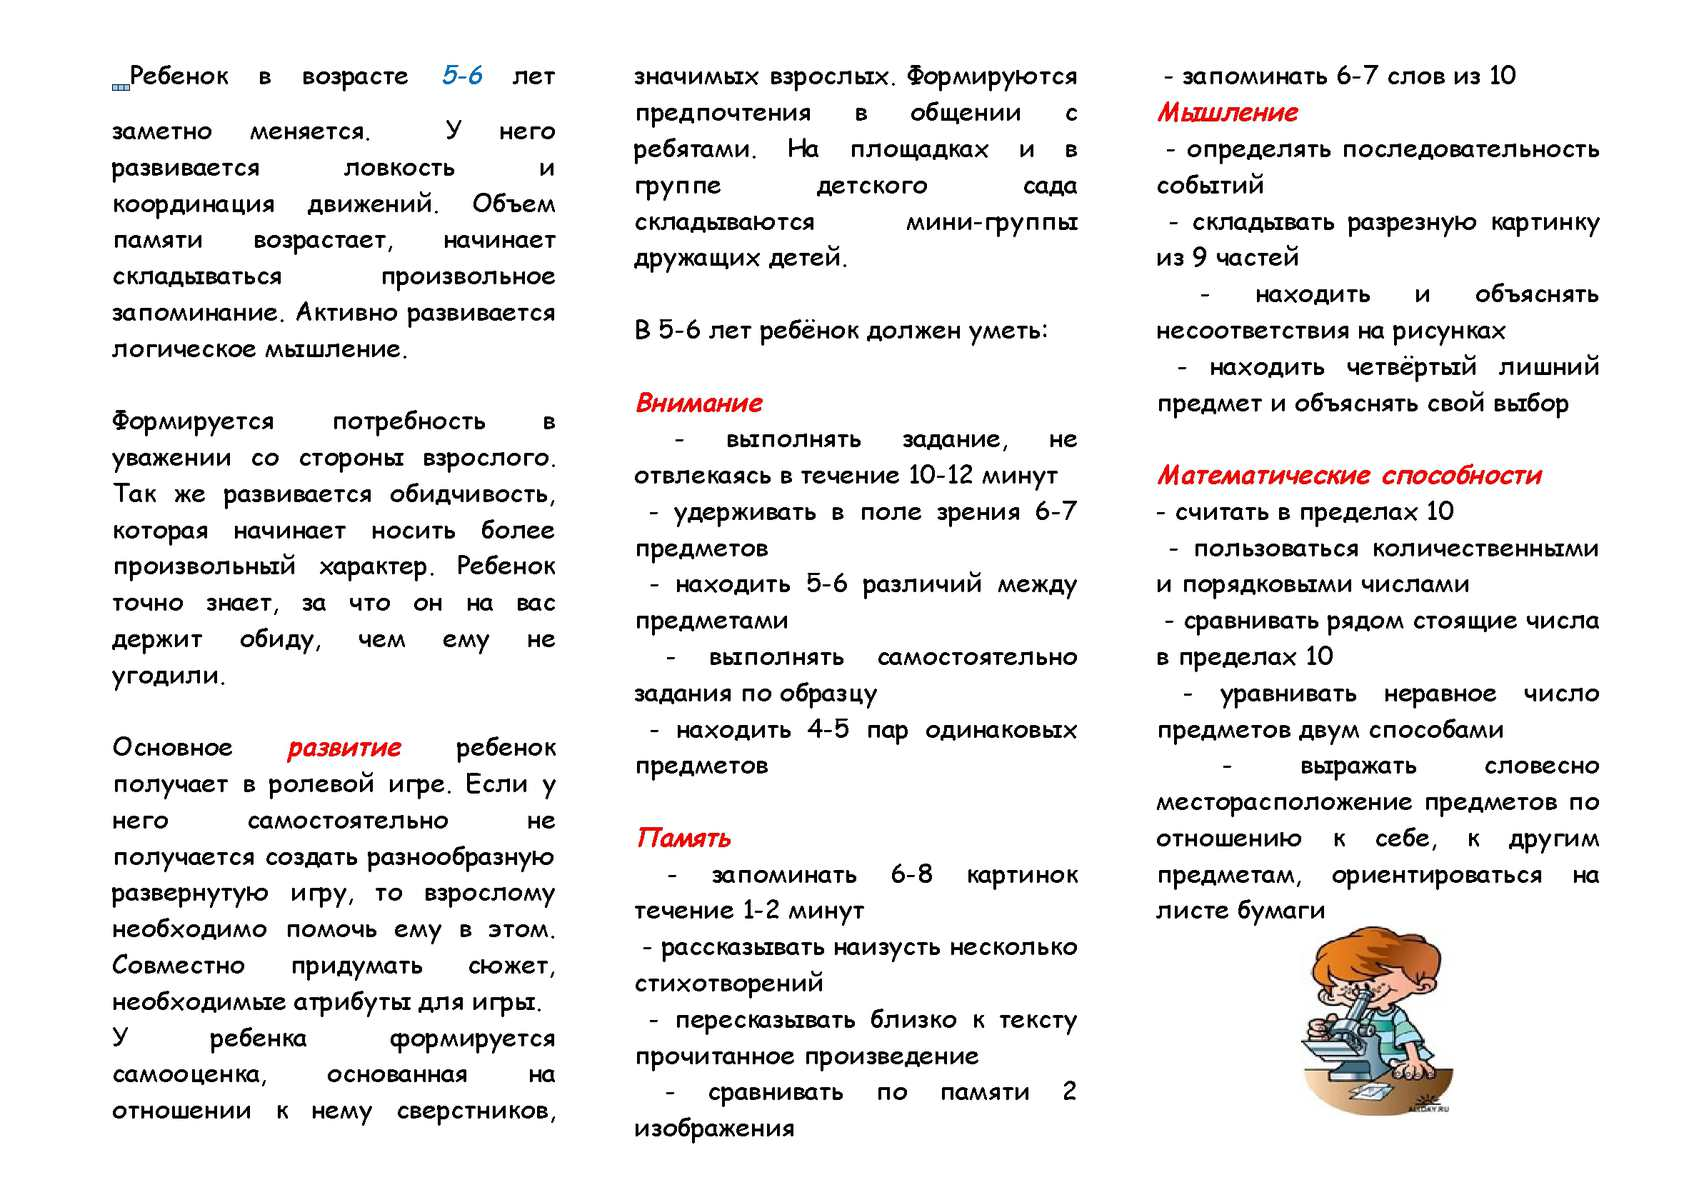 Ребенок в возрасте 5-6 лет
заметно меняется. У него
развивается ловкость и
координация движений. Объем
памяти возрастает, начинает
складываться произвольное
запоминание. Активно развивается
логическое мышление.
Формируется потребность в
уважении со стороны взрослого.
Так же развивается обидчивость,
которая начинает носить более
произвольный характер. Ребенок
точно знает, за что он на вас
держит обиду, чем ему не
угодили.
Основное развитие ребенок
получает в ролевой игре. Если у
него самостоятельно не
получается создать разнообразную
развернутую игру, то взрослому
необходимо помочь ему в этом.
Совместно придумать сюжет,
необходимые атрибуты для игры.
У ребенка формируется
самооценка, основанная на
отношении к нему сверстников,
значимых взрослых. Формируются
предпочтения в общении с
ребятами. На площадках и в
группе детского сада
складываются мини-группы
дружащих детей.
В 5-6 лет ребёнок должен уметь:
Внимание
- выполнять задание, не
отвлекаясь в течение 10-12 минут
- удерживать в поле зрения 6-7
предметов
- находить 5-6 различий между
предметами
- выполнять самостоятельно
задания по образцу
- находить 4-5 пар одинаковых
предметов
Память
- запоминать 6-8 картинок
течение 1-2 минут
- рассказывать наизусть несколько
стихотворений
- пересказывать близко к тексту
прочитанное произведение
- сравнивать по памяти 2
изображения
- запоминать 6-7 слов из 10
Мышление
- определять последовательность
событий
- складывать разрезную картинку
из 9 частей
- находить и объяснять
несоответствия на рисунках
- находить четвёртый лишний
предмет и объяснять свой выбор
Математические способности
- считать в пределах 10
- пользоваться количественными
и порядковыми числами
- сравнивать рядом стоящие числа
в пределах 10
- уравнивать неравное число
предметов двум способами
- выражать словесно
месторасположение предметов по
отношению к себе, к другим
предметам, ориентироваться на
листе бумаги
ALLDAY.RU